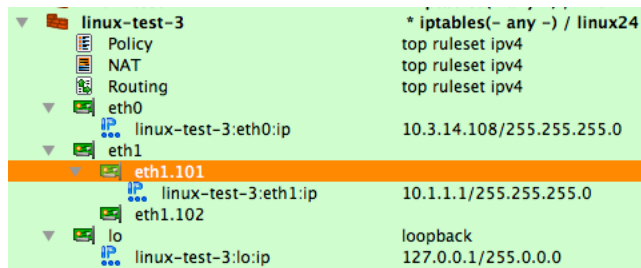 linux-test-3 * iptables(- any -) / linux24
Policy top ruleset ipv4
NAT top ruleset ipv4
Routing top ruleset ipv4
eth0
IP linux-test-3:eth0:ip 10.3.14.108/255.255.255.0
eth1
eth1.101
IP linux-test-3:eth1:ip 10.1.1.1/255.255.255.0
eth1.102
lo loopback
IP linux-test-3:lo:ip 127.0.0.1/255.0.0.0